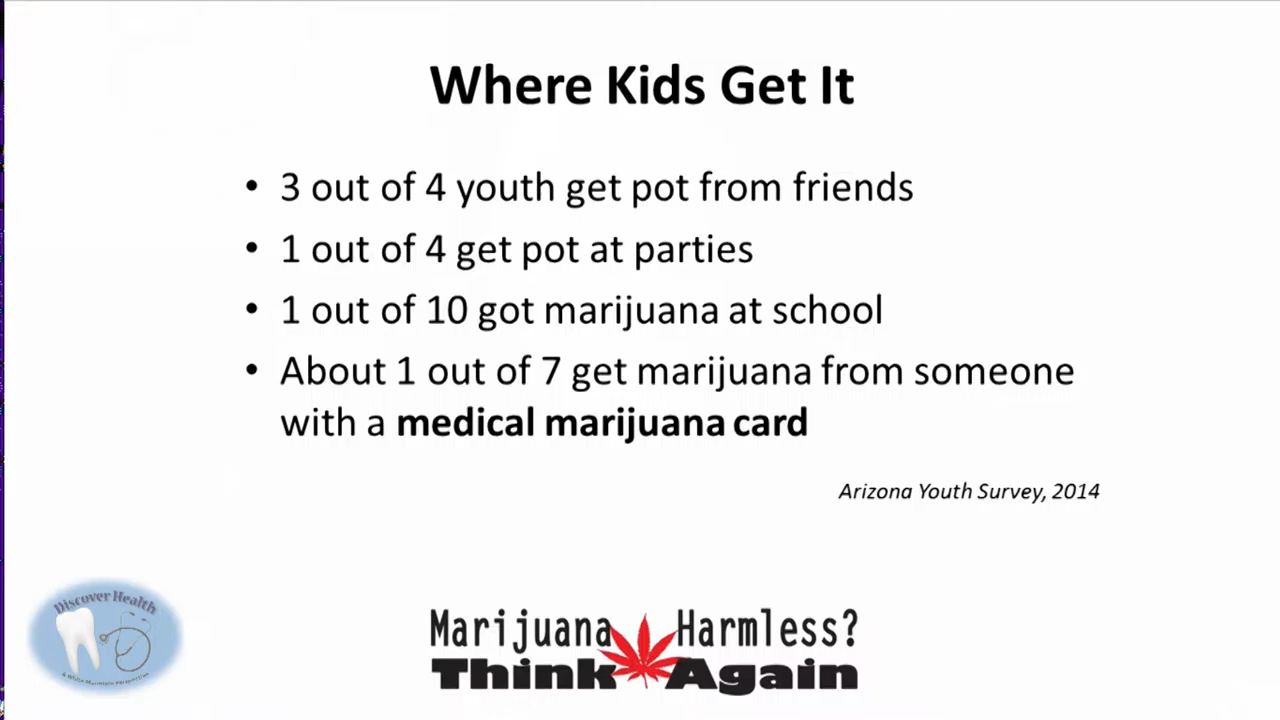 Where Kids Get It
• 3 out of 4 youth get pot from friends
• 1 out of 4 get pot at parties
• 1 out of 10 got marijuana at school
• About 1 out of 7 get marijuana from someone
with a medical marijuana card
Arizona Youth Survey, 2014
Discover Health
Marijuana Harmless?
Think Again